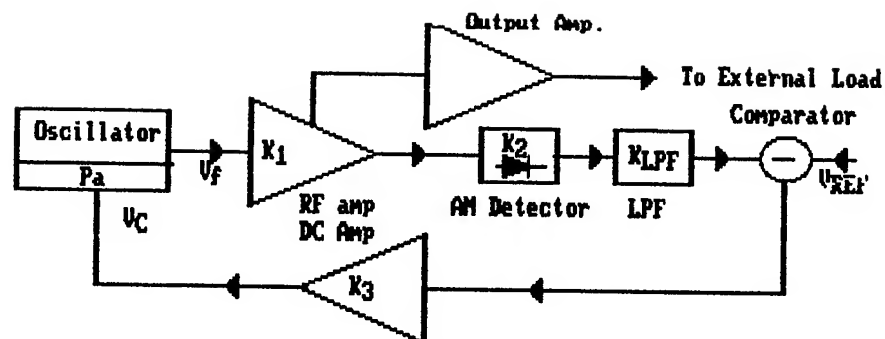 Output Amp.
To External Load
Comparator
Oscillator
Pa
Vf
K1
K2
KLPF
VREF
VC
RF amp
DC Amp
AM Detector
LPF
K3